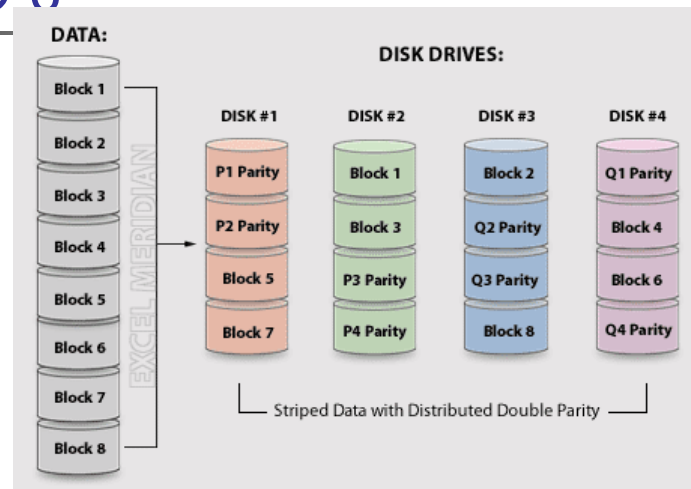 DATA:
DISK DRIVES:
Block 1
Block 2
Block 3
Block 4
Block 5
Block 6
Block 7
Block 8
EXCEL MERIDIAN
DISK #1
P1 Parity
P2 Parity
Block 5
Block 7
DISK #2
Block 1
Block 3
P3 Parity
P4 Parity
DISK #3
Block 2
Q2 Parity
Q3 Parity
Block 8
DISK #4
Q1 Parity
Block 4
Block 6
Q4 Parity
Striped Data with Distributed Double Parity